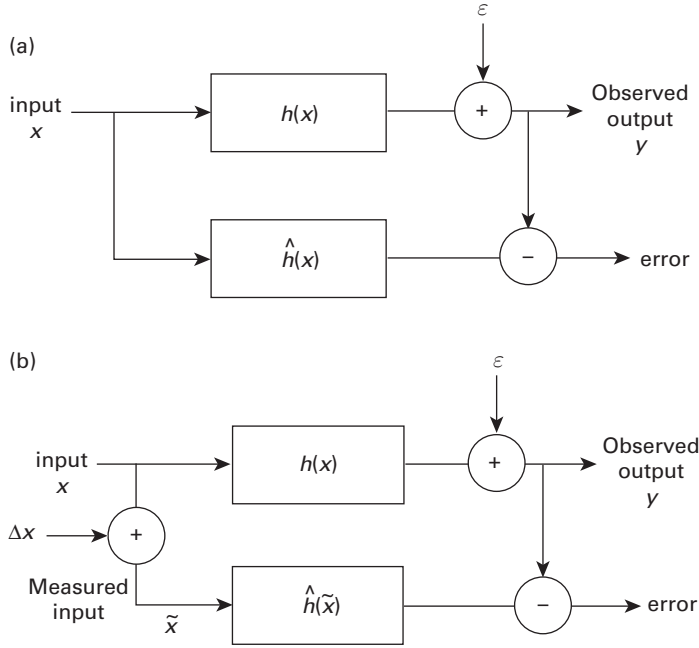 (a)
ε
input
x
h(x)
+
Observed
output
y
ĥ(x)
−
error
(b)
ε
input
x
h(x)
+
Observed
output
y
Δx
+
Measured
input
x̃
ĥ(x̃)
−
error